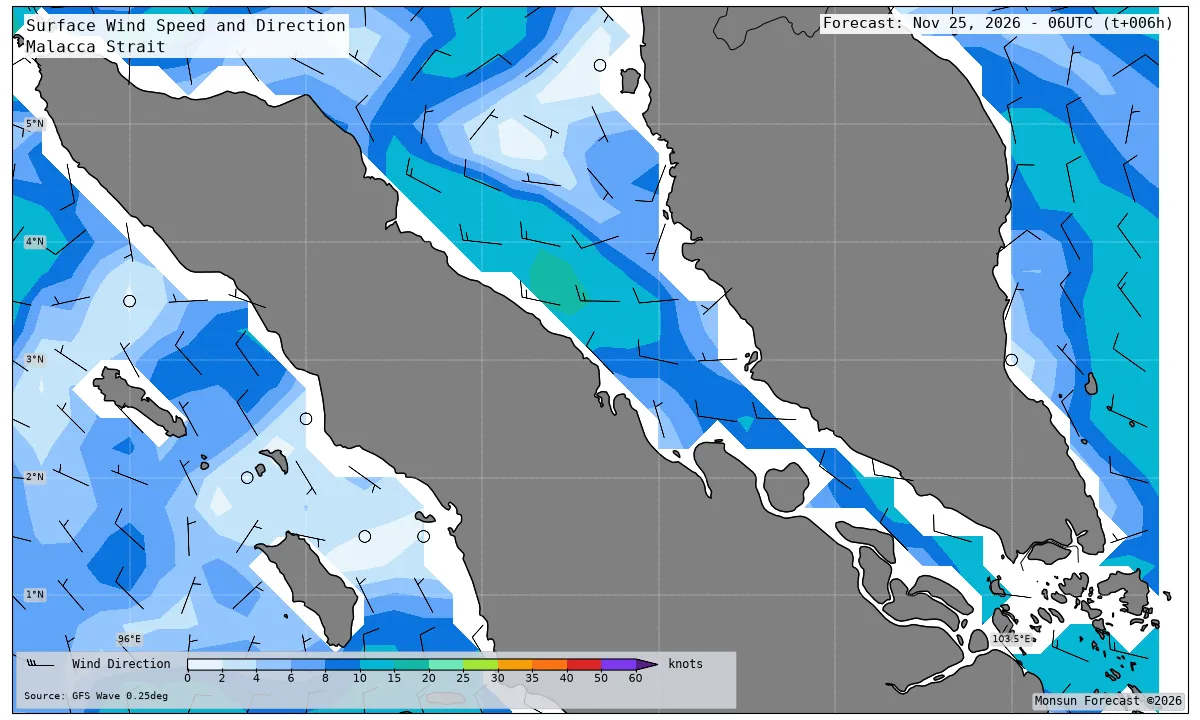 Surface Wind Speed and Direction
Malacca Strait
Forecast: Nov 25, 2026 - 06UTC (t+006h)
5°N
4°N
3°N
2°N
1°N
96°E
103.5°E
Wind Direction
knots
0 2 4 6 8 10 15 20 25 30 35 40 50 60
Source: GFS Wave 0.25deg
Monsun Forecast ©2026